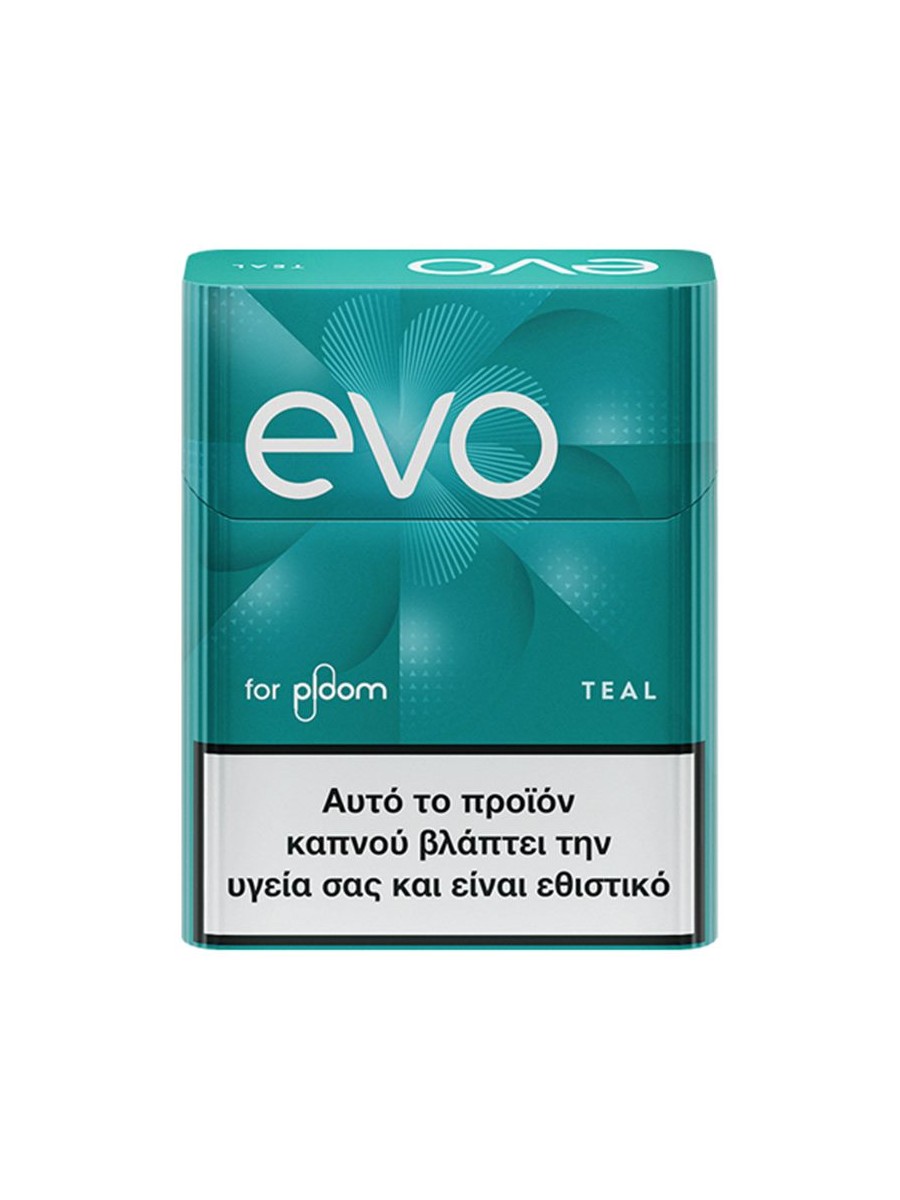 TEAL evo
evo
for ploom TEAL
Αυτό το προϊόν
καπνού βλάπτει την
υγεία σας και είναι εθιστικό